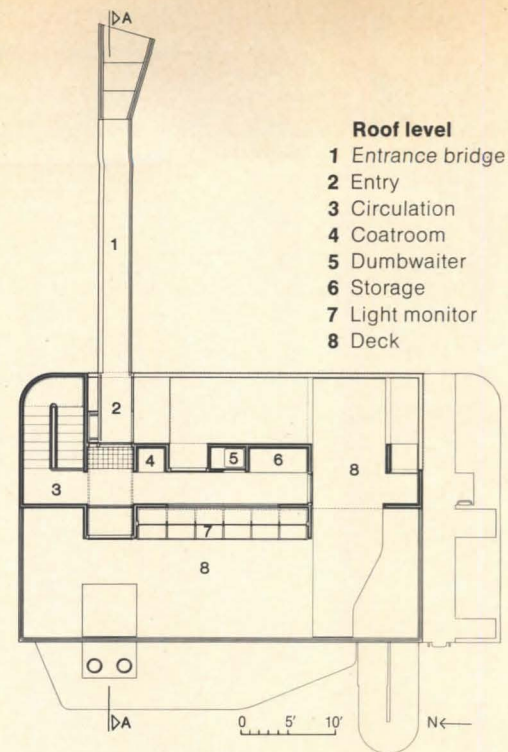 A
Roof level
1 Entrance bridge
2 Entry
3 Circulation
4 Coatroom
5 Dumbwaiter
6 Storage
7 Light monitor
8 Deck
1
2
4
5
6
8
3
7
8
A
0 5' 10'
N